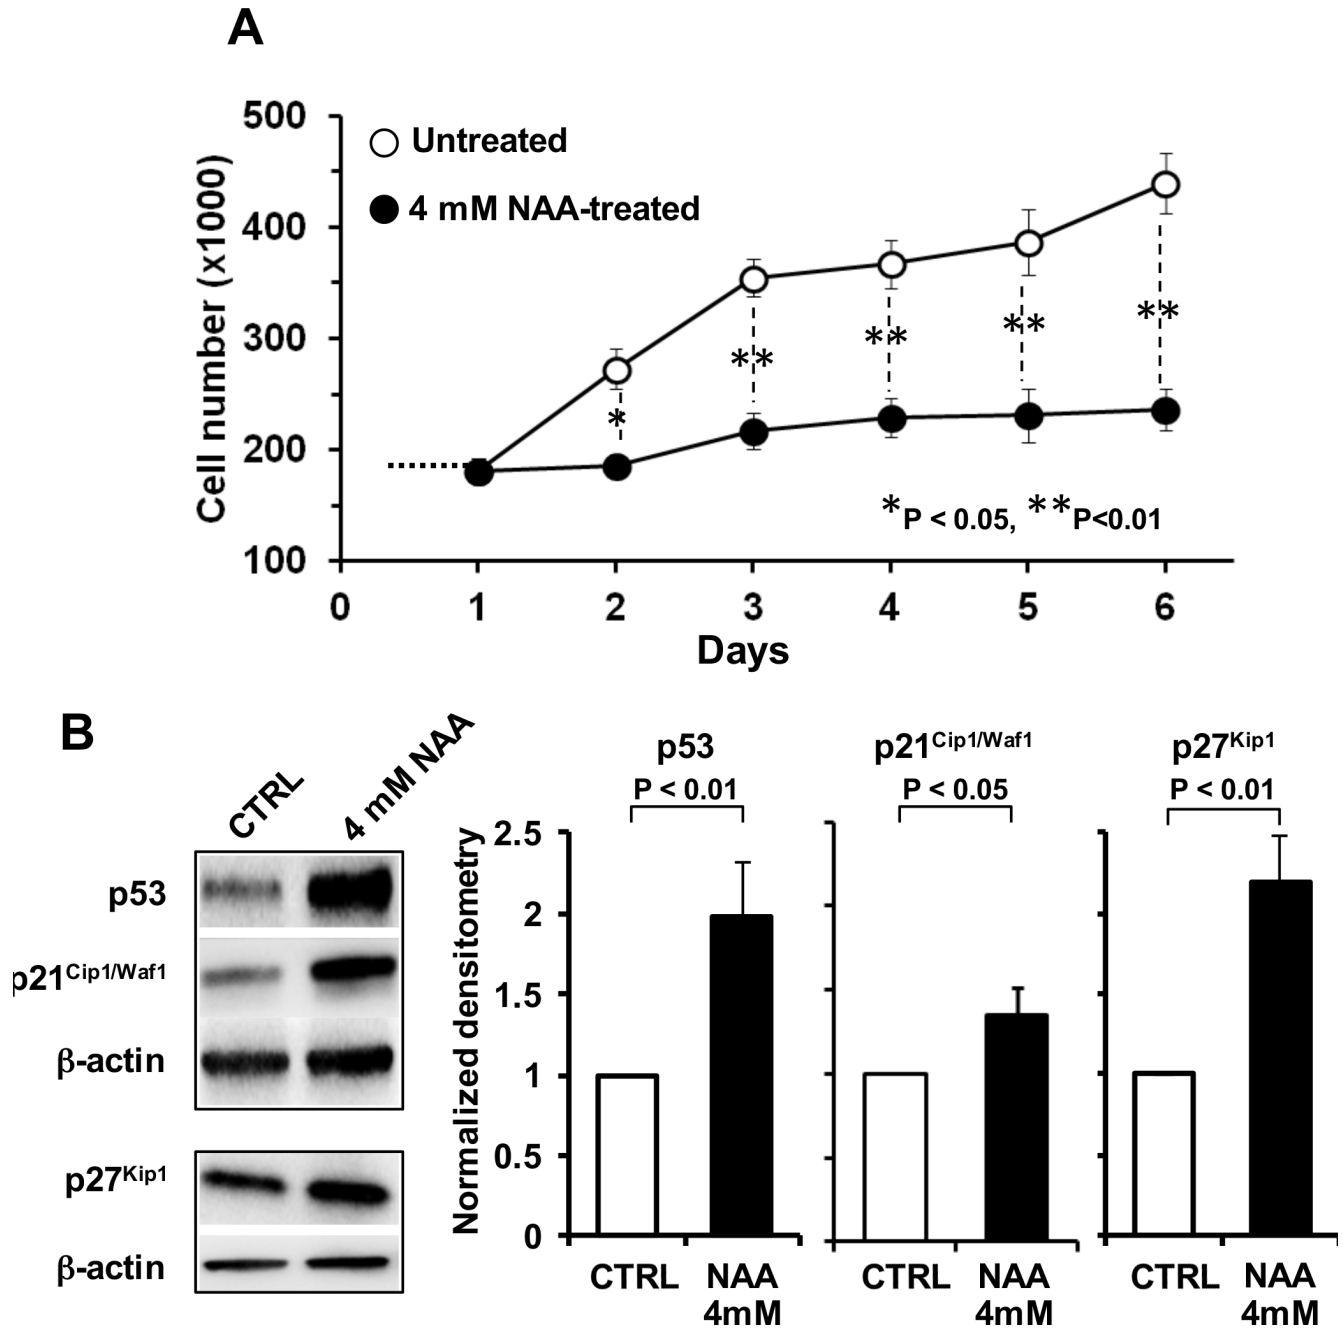 A
500
400
300
200
100
Cell number (x1000)
Untreated
4 mM NAA-treated
*
**
**
**
**
*P < 0.05, **P<0.01
0 1 2 3 4 5 6
Days
B
CTRL 4 mM NAA
p53
p21Cip1/Waf1
β-actin
p27Kip1
β-actin
Normalized densitometry
2.5
2
1.5
1
0.5
0
p53
P < 0.01
CTRL NAA
4mM
p21Cip1/Waf1
P < 0.05
CTRL NAA
4mM
p27Kip1
P < 0.01
CTRL NAA
4mM